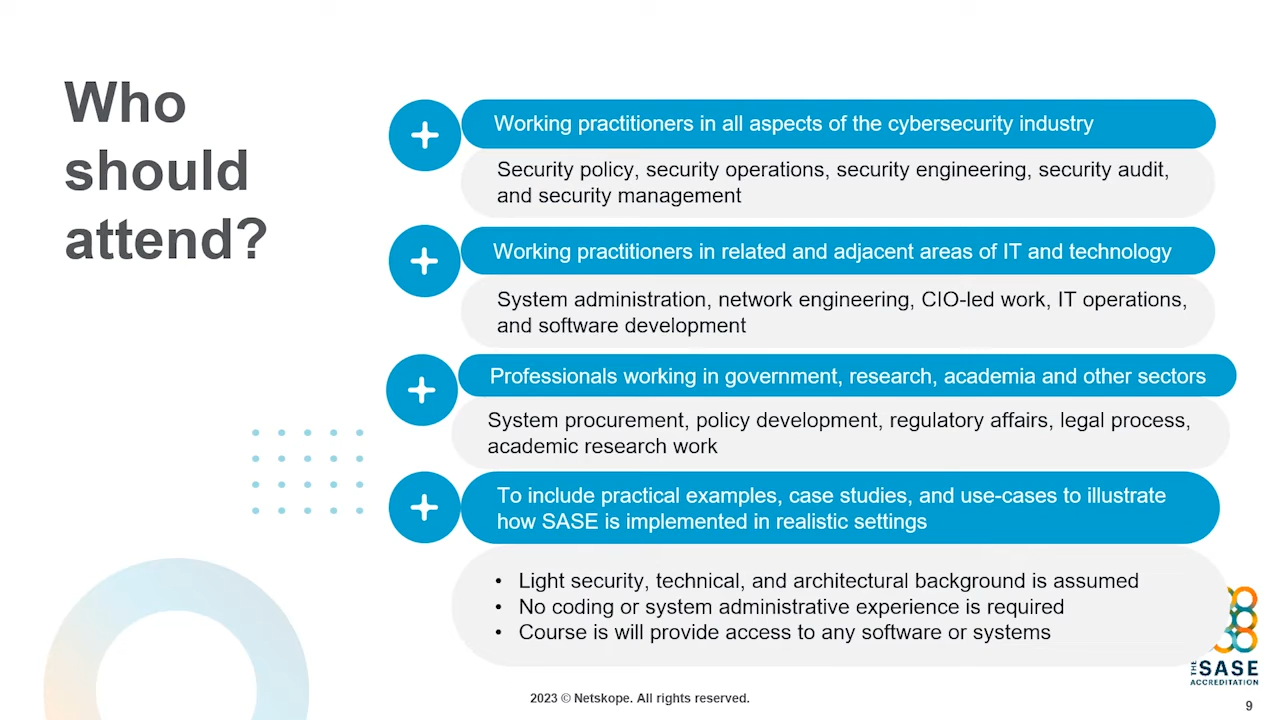 Who
should
attend?
Working practitioners in all aspects of the cybersecurity industry
Security policy, security operations, security engineering, security audit,
and security management
Working practitioners in related and adjacent areas of IT and technology
System administration, network engineering, CIO-led work, IT operations,
and software development
Professionals working in government, research, academia and other sectors
System procurement, policy development, regulatory affairs, legal process,
academic research work
To include practical examples, case studies, and use-cases to illustrate
how SASE is implemented in realistic settings
• Light security, technical, and architectural background is assumed
• No coding or system administrative experience is required
• Course is will provide access to any software or systems
THE SASE
ACCREDITATION
2023 © Netskope. All rights reserved.
9